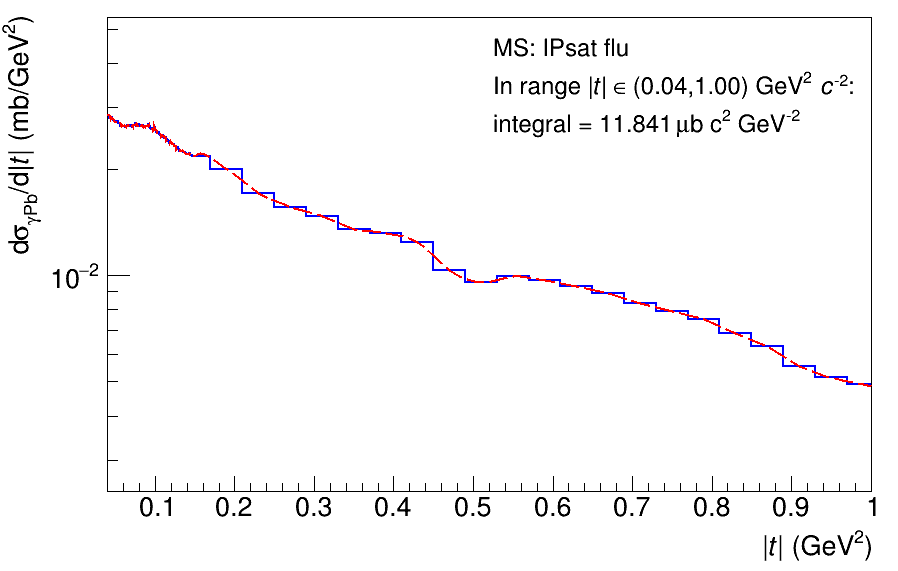 MS: IPsat flu
In range |t| ∈ (0.04,1.00) GeV² c⁻²:
integral = 11.841 μb c² GeV⁻²
dσ_γPb/d|t| (mb/GeV²)
10⁻²
0.1 0.2 0.3 0.4 0.5 0.6 0.7 0.8 0.9 1
|t| (GeV²)